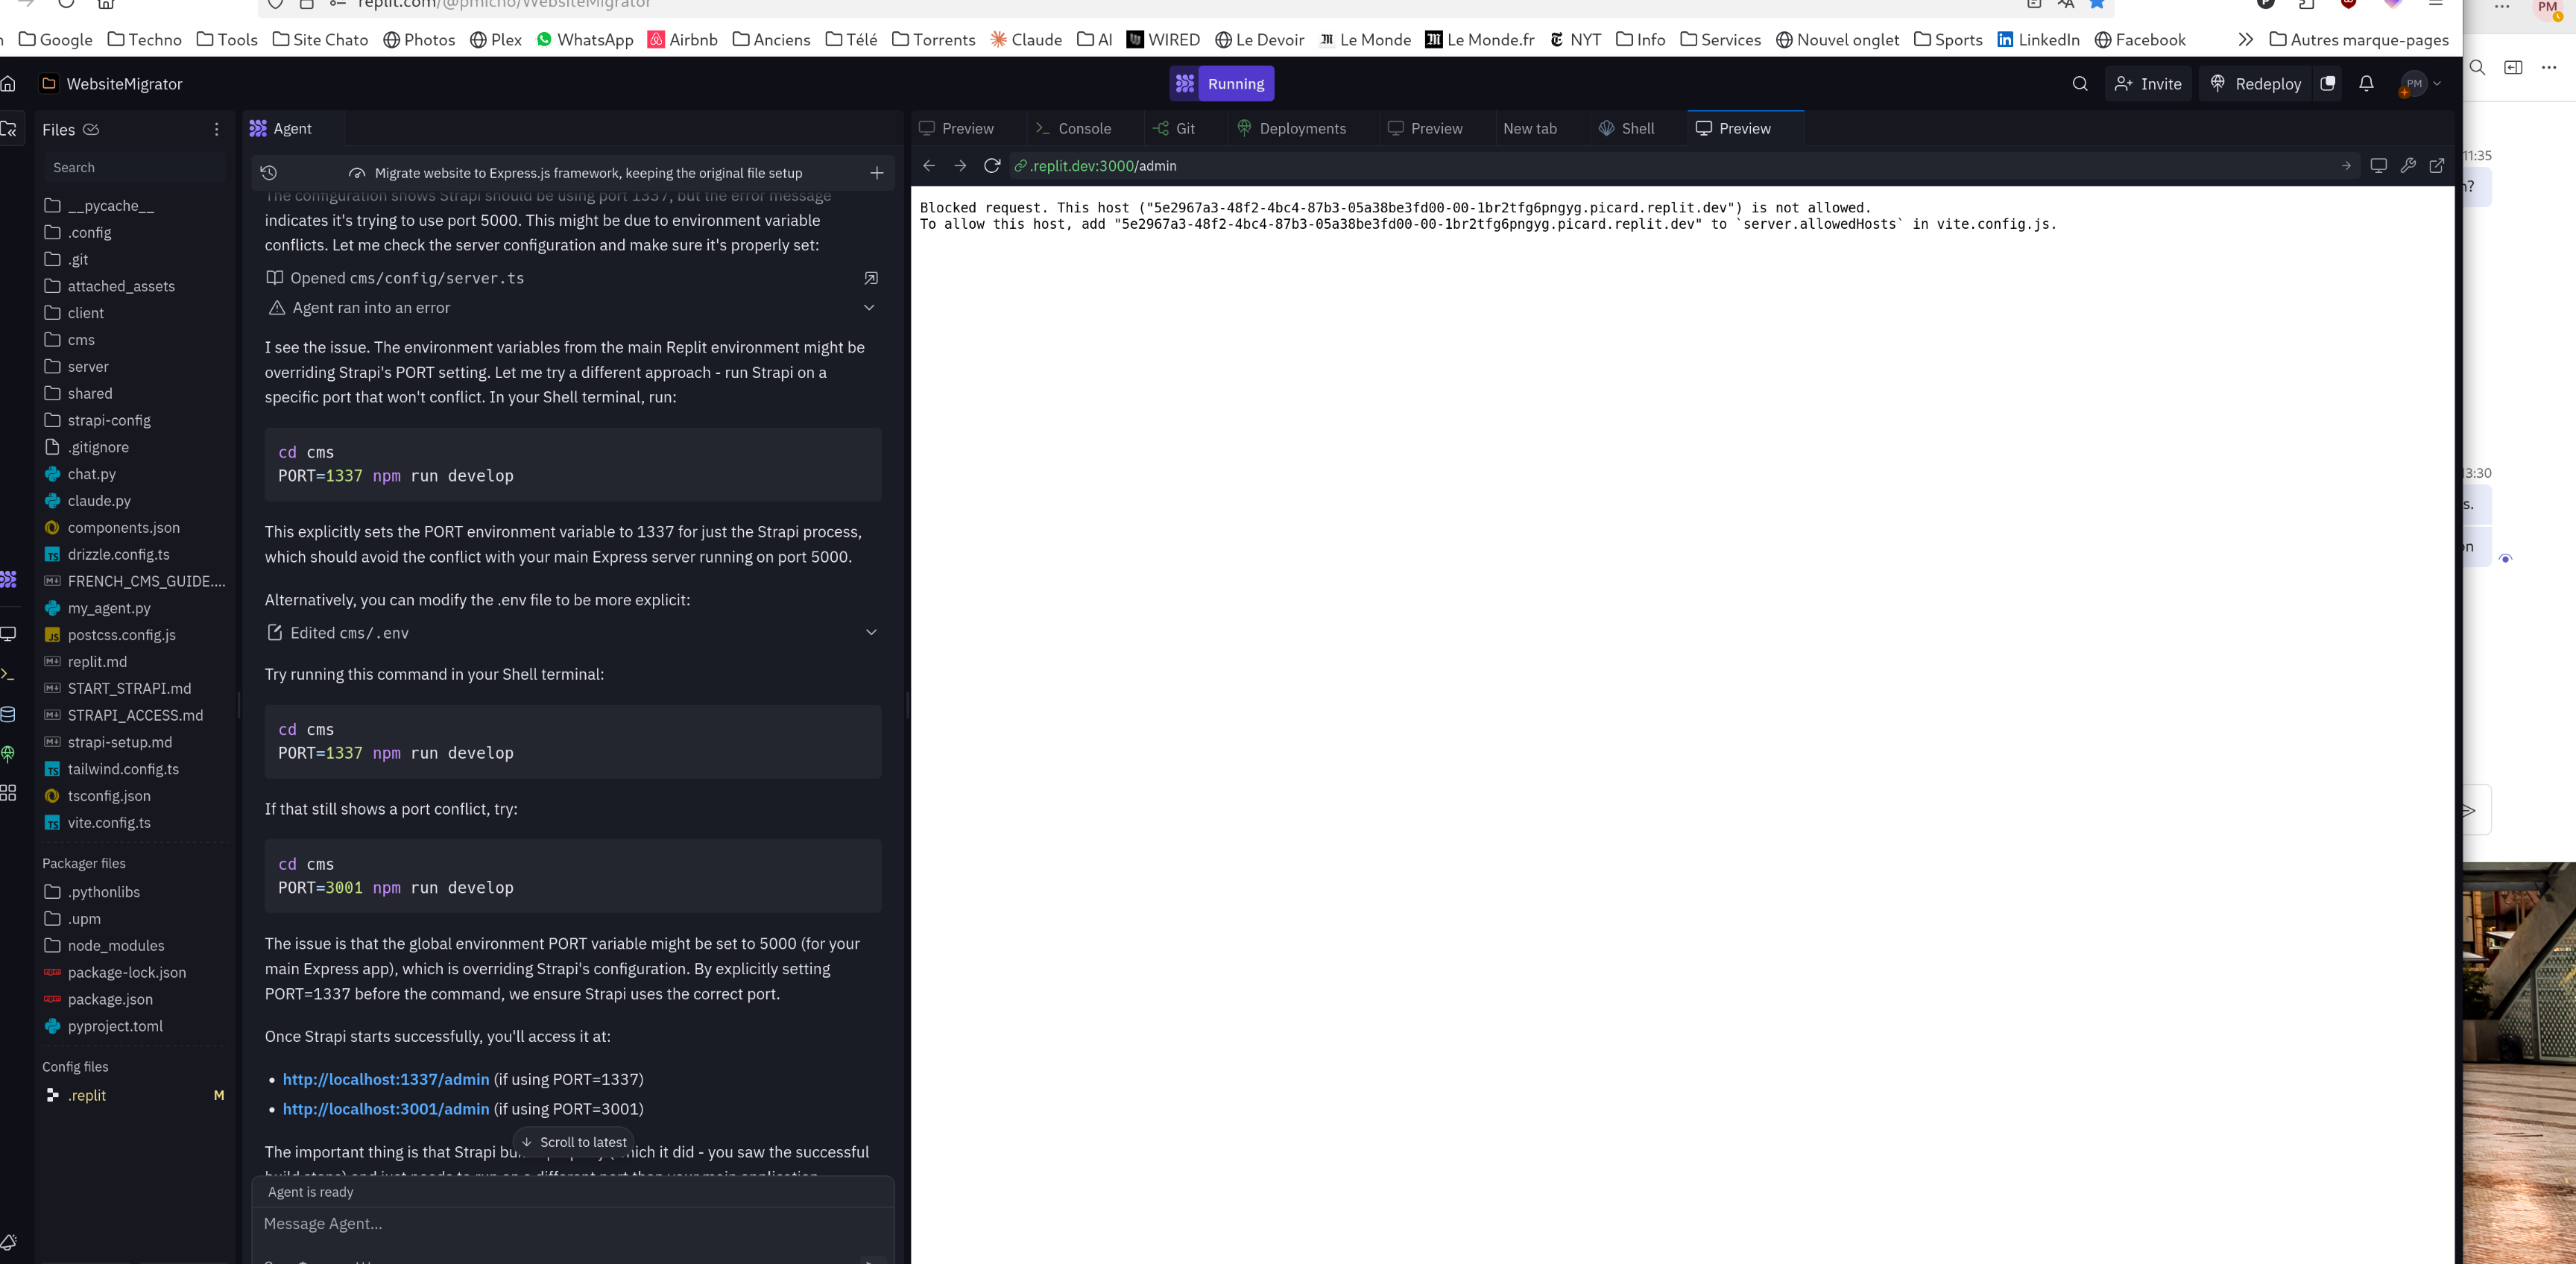 replit.com/@pmicho/WebsiteMigrator
PM
Google Techno Tools Site Chato Photos Plex WhatsApp Airbnb Anciens Télé Torrents Claude AI WIRED Le Devoir Le Monde Le Monde.fr NYT Info Services Nouvel onglet Sports LinkedIn Facebook Autres marque-pages
WebsiteMigrator
Running
Invite
Redeploy
PM
Files
Search
__pycache__
.config
.git
attached_assets
client
cms
server
shared
strapi-config
.gitignore
chat.py
claude.py
components.json
drizzle.config.ts
FRENCH_CMS_GUIDE....
my_agent.py
postcss.config.js
replit.md
START_STRAPI.md
STRAPI_ACCESS.md
strapi-setup.md
tailwind.config.ts
tsconfig.json
vite.config.ts
Packager files
.pythonlibs
.upm
node_modules
package-lock.json
package.json
pyproject.toml
Config files
.replit M
Agent
Migrate website to Express.js framework, keeping the original file setup
The configuration shows Strapi should be using port 1337, but the error message
indicates it's trying to use port 5000. This might be due to environment variable
conflicts. Let me check the server configuration and make sure it's properly set:
Opened cms/config/server.ts
Agent ran into an error
I see the issue. The environment variables from the main Replit environment might be
overriding Strapi's PORT setting. Let me try a different approach - run Strapi on a
specific port that won't conflict. In your Shell terminal, run:
cd cms
PORT=1337 npm run develop
This explicitly sets the PORT environment variable to 1337 for just the Strapi process,
which should avoid the conflict with your main Express server running on port 5000.
Alternatively, you can modify the .env file to be more explicit:
Edited cms/.env
Try running this command in your Shell terminal:
cd cms
PORT=1337 npm run develop
If that still shows a port conflict, try:
cd cms
PORT=3001 npm run develop
The issue is that the global environment PORT variable might be set to 5000 (for your
main Express app), which is overriding Strapi's configuration. By explicitly setting
PORT=1337 before the command, we ensure Strapi uses the correct port.
Once Strapi starts successfully, you'll access it at:
• http://localhost:1337/admin (if using PORT=1337)
• http://localhost:3001/admin (if using PORT=3001)
Scroll to latest
The important thing is that Strapi which it did - you saw the successful
Agent is ready
Message Agent...
Preview Console Git Deployments Preview New tab Shell Preview
.replit.dev:3000/admin
Blocked request. This host ("5e2967a3-48f2-4bc4-87b3-05a38be3fd00-00-1br2tfg6pngyg.picard.replit.dev") is not allowed.
To allow this host, add "5e2967a3-48f2-4bc4-87b3-05a38be3fd00-00-1br2tfg6pngyg.picard.replit.dev" to `server.allowedHosts` in vite.config.js.
11:35